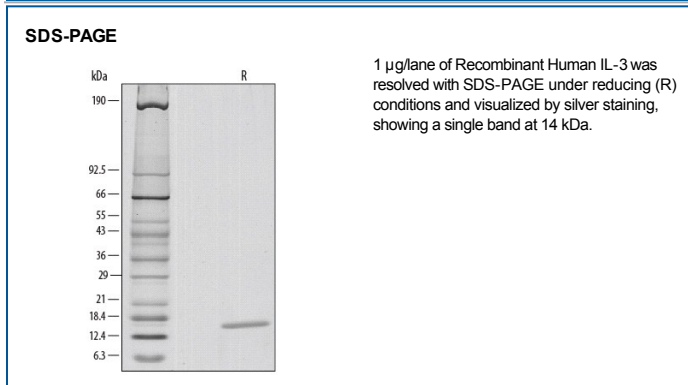 SDS-PAGE
kDa
R
190
92.5
66
55
43
36
29
21
18.4
12.4
6.3
1 µg/lane of Recombinant Human IL-3 was
resolved with SDS-PAGE under reducing (R)
conditions and visualized by silver staining,
showing a single band at 14 kDa.